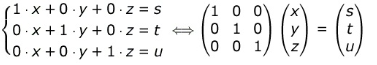 1·x+0·y+0·z=s
0·x+1·y+0·z=t
0·x+0·y+1·z=u
⟺
(1 0 0
0 1 0
0 0 1)
(x
y
z)
=
(s
t
u)